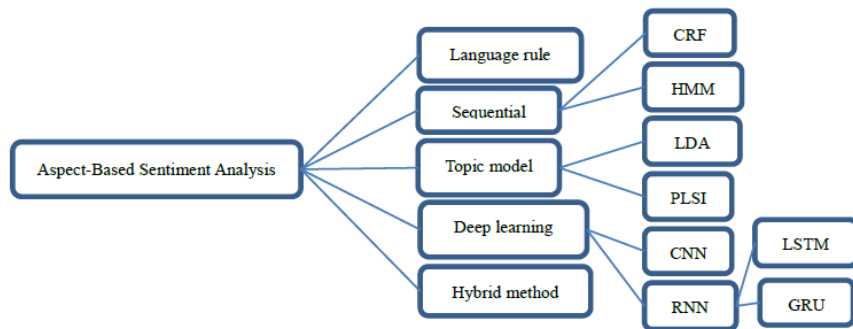 Aspect-Based Sentiment Analysis
Language rule
Sequential
Topic model
Deep learning
Hybrid method
CRF
HMM
LDA
PLSI
CNN
RNN
LSTM
GRU